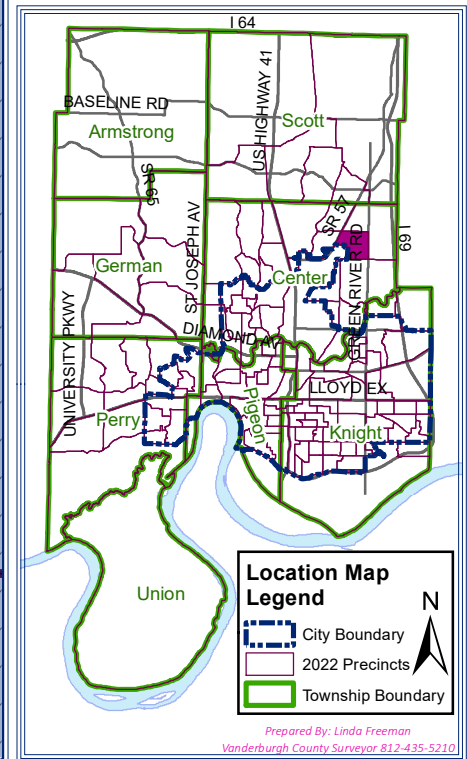 I 64
US HIGHWAY 41
BASELINE RD
Scott
Armstrong
SR 65
SR 57
ST JOSEPH AV
GREEN RIVER RD
I 69
German
Center
UNIVERSITY PKWY
DIAMOND AV
LLOYD EX
Pigeon
Perry
Knight
Union
Location Map
Legend
N
City Boundary
2022 Precincts
Township Boundary
Prepared By: Linda Freeman
Vanderburgh County Surveyor 812-435-5210